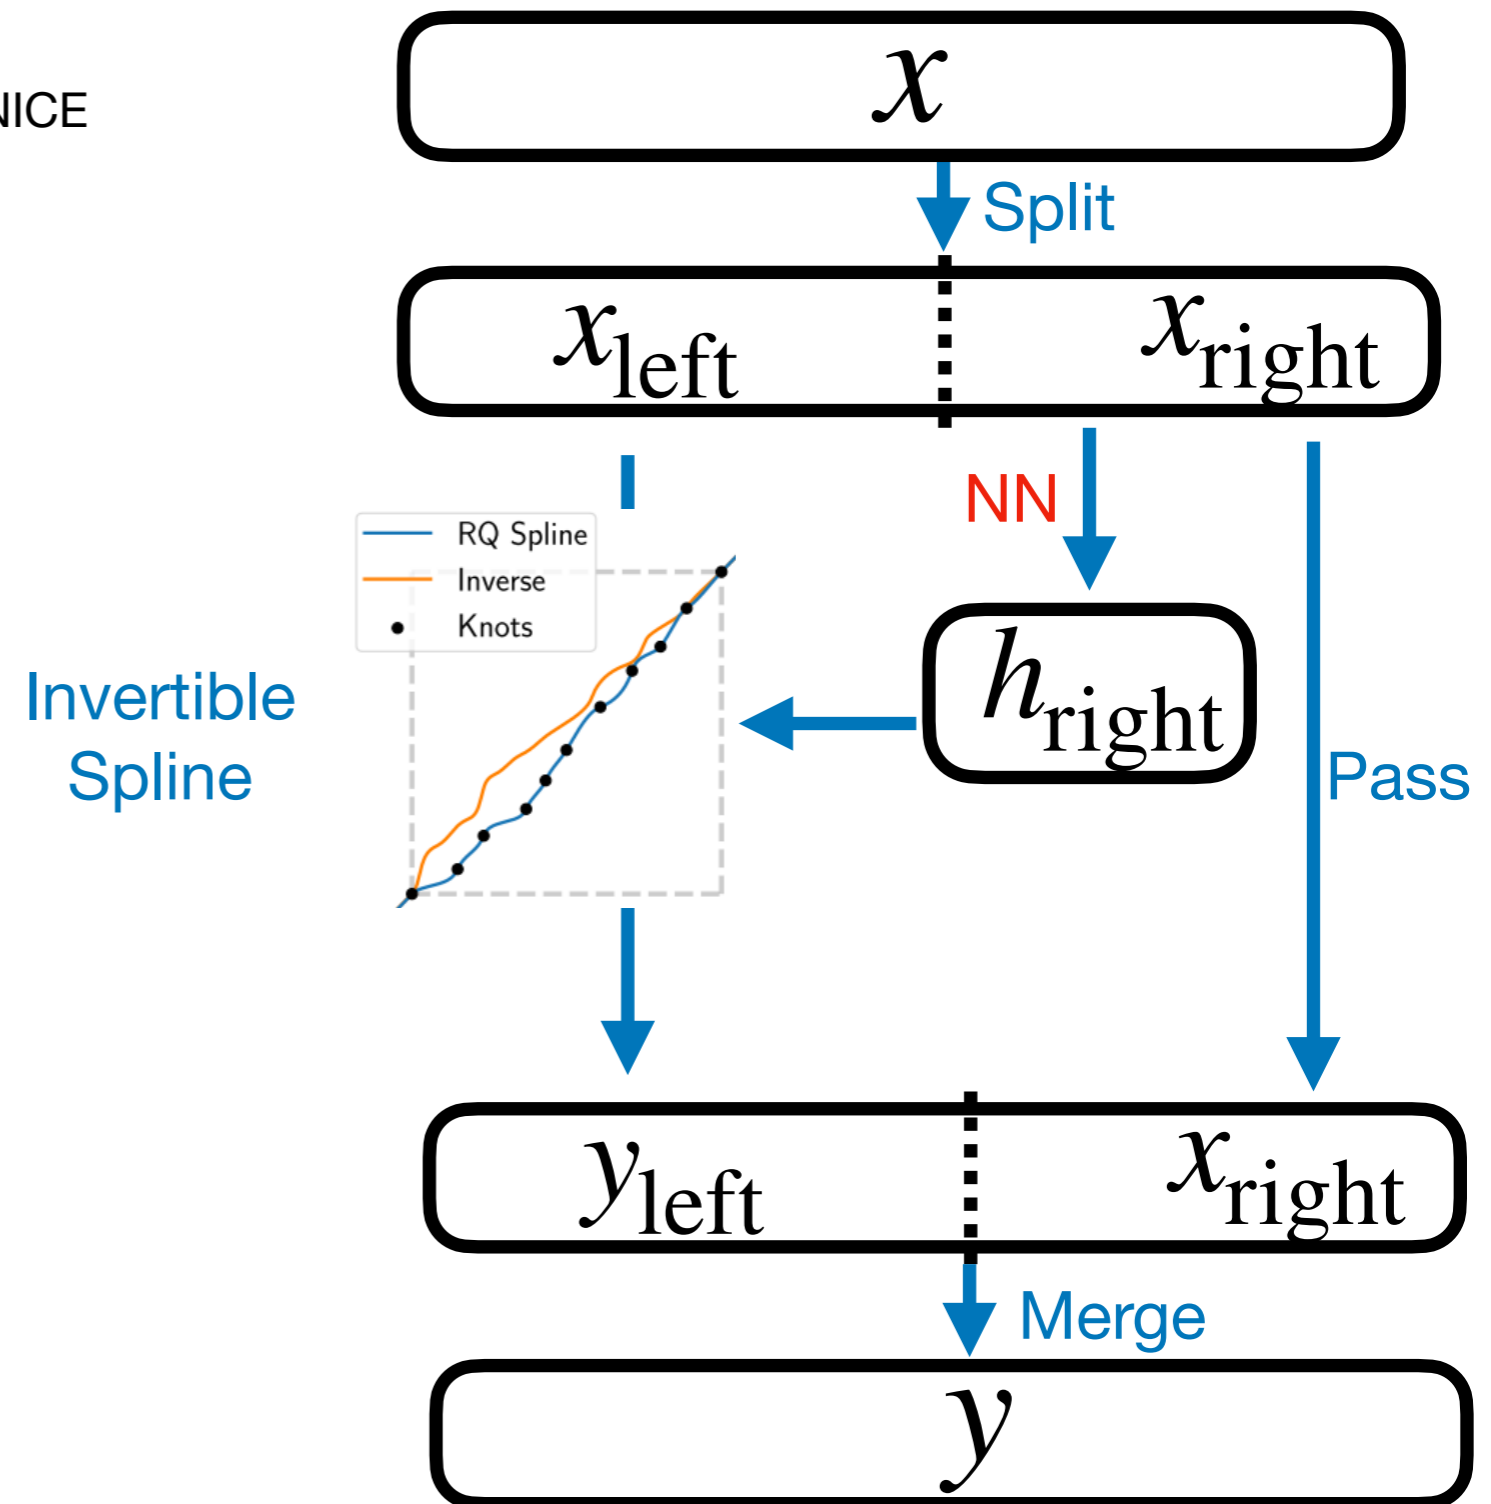 x
NICE
Split
x_left
x_right
NN
RQ Spline
Inverse
Knots
h_right
Invertible
Spline
Pass
y_left
x_right
Merge
y